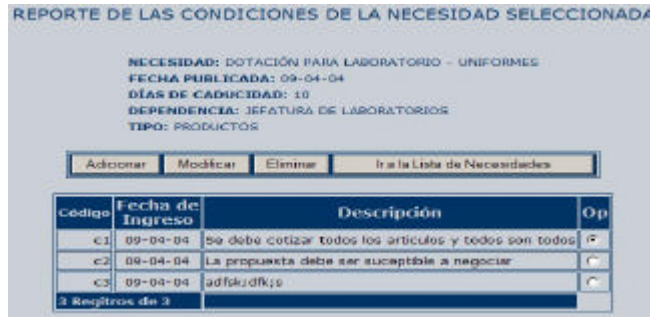 REPORTE DE LAS CONDICIONES DE LA NECESIDAD SELECCIONADA
NECESIDAD: DOTACIÓN PARA LABORATORIO - UNIFORMES
FECHA PUBLICADA: 09-04-04
DÍAS DE CADUCIDAD: 10
DEPENDENCIA: JEFATURA DE LABORATORIOS
TIPO: PRODUCTOS
Adicionar Modificar Eliminar Ir a la Lista de Necesidades
Código Fecha de Ingreso Descripción Op
c1 09-04-04 Se debe cotizar todos los articulos y todos son todos
c2 09-04-04 La propuesta debe ser suceptible a negociar
c3 09-04-04
3 Regitros de 3